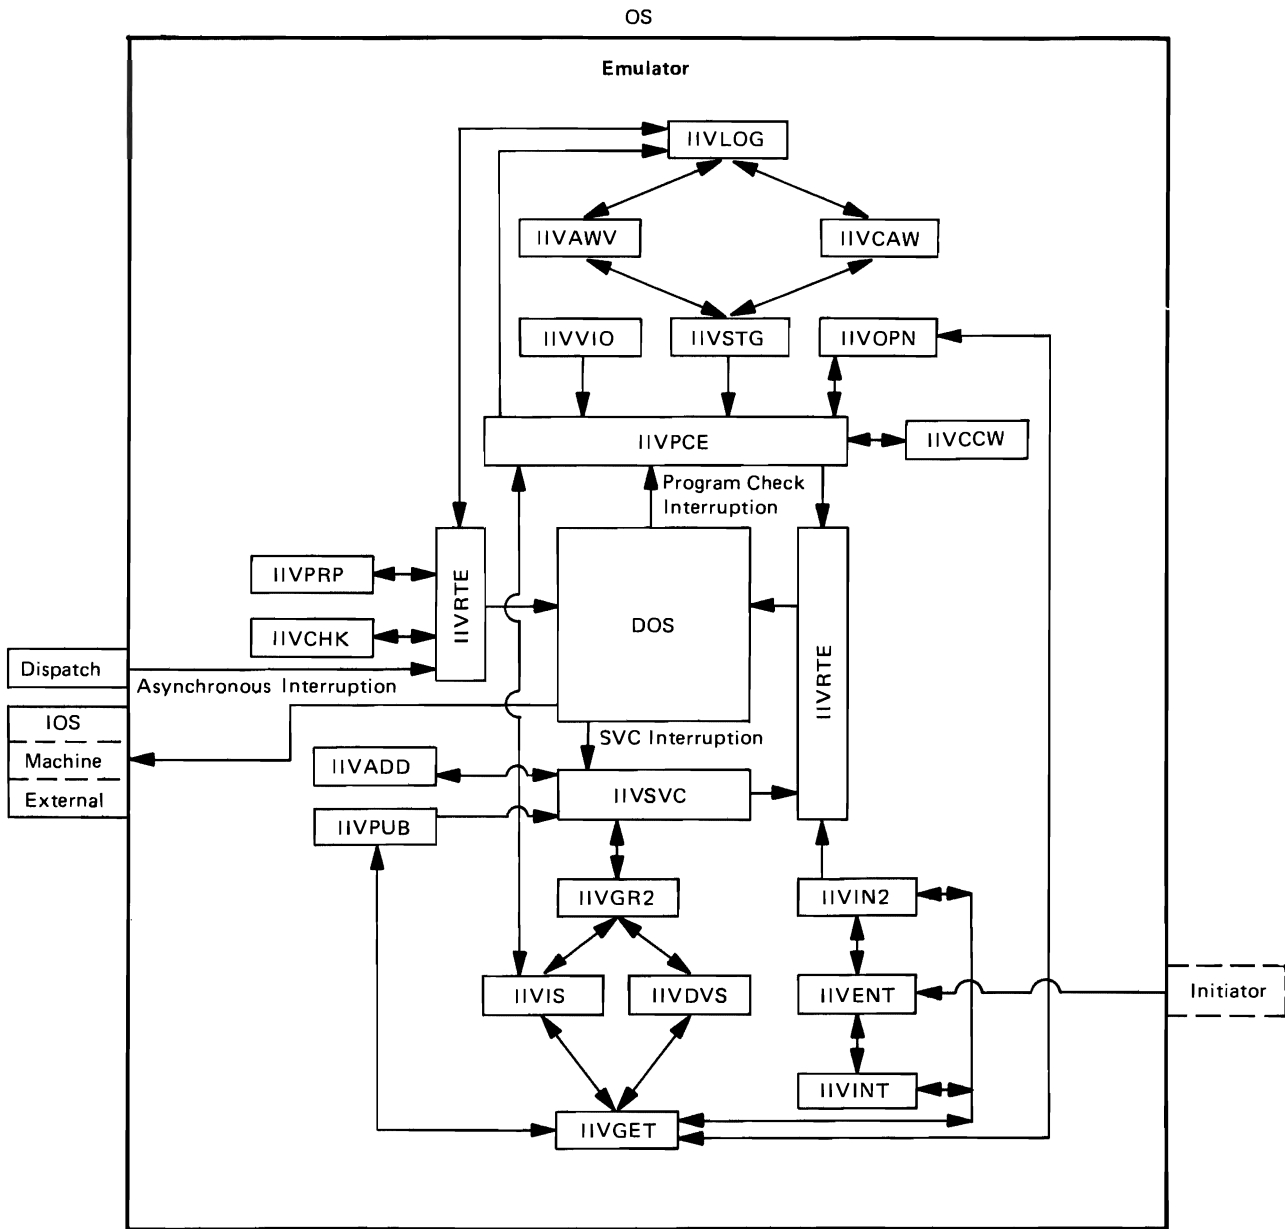 OS
Emulator
IIVLOG
IIVAWV
IIVCAW
IIVVIO
IIVSTG
IIVOPN
IIVPCE
IIVCCW
Program Check
Interruption
IIVPRP
IIVCHK
IIVRTE
DOS
IIVRTE
Dispatch
Asynchronous Interruption
IOS
Machine
External
SVC Interruption
IIVADD
IIVSVC
IIVPUB
IIVGR2
IIVIN2
IIVIS
IIVDVS
IIVENT
Initiator
IIVINT
IIVGET